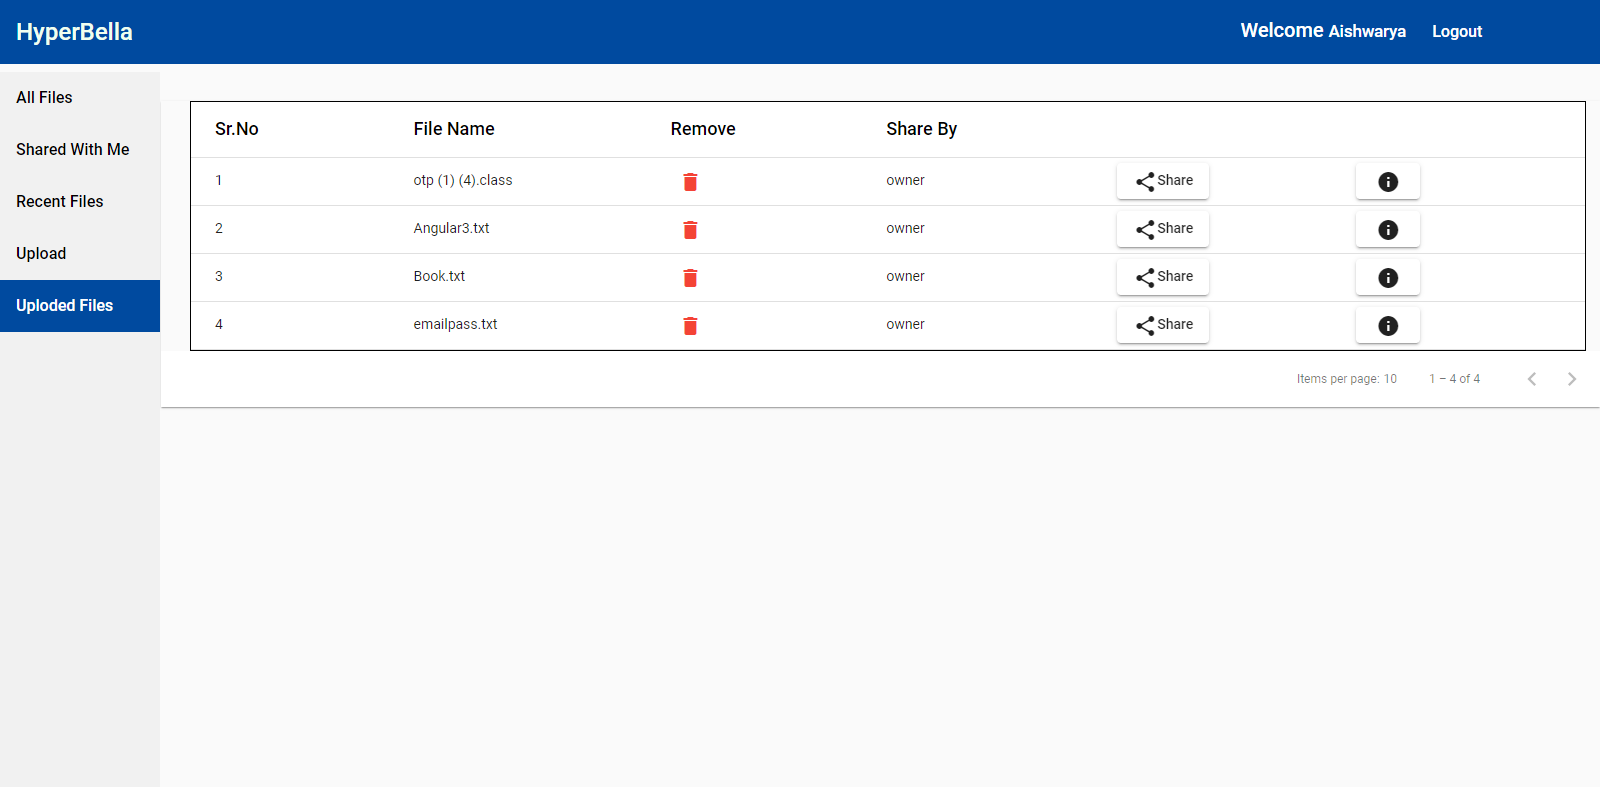 HyperBella
Welcome Aishwarya Logout
All Files
Shared With Me
Recent Files
Upload
Uploded Files
Sr.No File Name Remove Share By
1 otp (1) (4).class owner Share
2 Angular3.txt owner Share
3 Book.txt owner Share
4 emailpass.txt owner Share
Items per page: 10 1 – 4 of 4